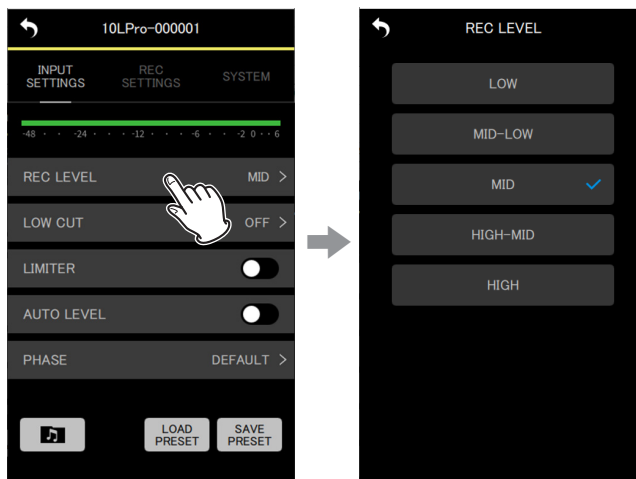 10LPro-000001
INPUT SETTINGS
REC SETTINGS
SYSTEM
-48 · · -24 · · · -12 · · · -6 · · -2 0 · · 6
REC LEVEL MID >
LOW CUT OFF >
LIMITER
AUTO LEVEL
PHASE DEFAULT >
LOAD PRESET
SAVE PRESET
REC LEVEL
LOW
MID-LOW
MID
HIGH-MID
HIGH